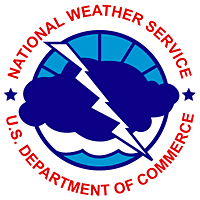 NATIONAL WEATHER SERVICE
U.S. DEPARTMENT OF COMMERCE